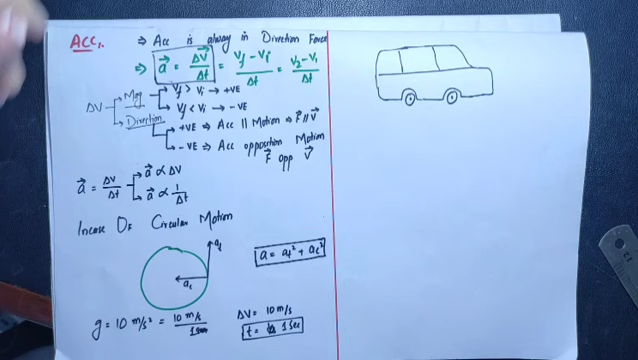 Acc. ⇒ Acc is always in Direction Force
⇒ a⃗ = ΔV⃗/Δt = Vf − Vi/Δt = V2 − V1/Δt
ΔV Mag Vf > Vi → +VE
Vf < Vi → −VE
Direction +VE ⇒ Acc || Motion ⇒ F⃗ || V⃗
−VE ⇒ Acc opposition Motion
F⃗ opp V⃗
a⃗ = ΔV/Δt a⃗ ∝ ΔV
a⃗ ∝ 1/Δt
Incase Of Circular Motion
at
ac
a = at² + ac²
g = 10 m/s² = 10 m/s / 1sec ΔV = 10 m/s
t = 1 sec